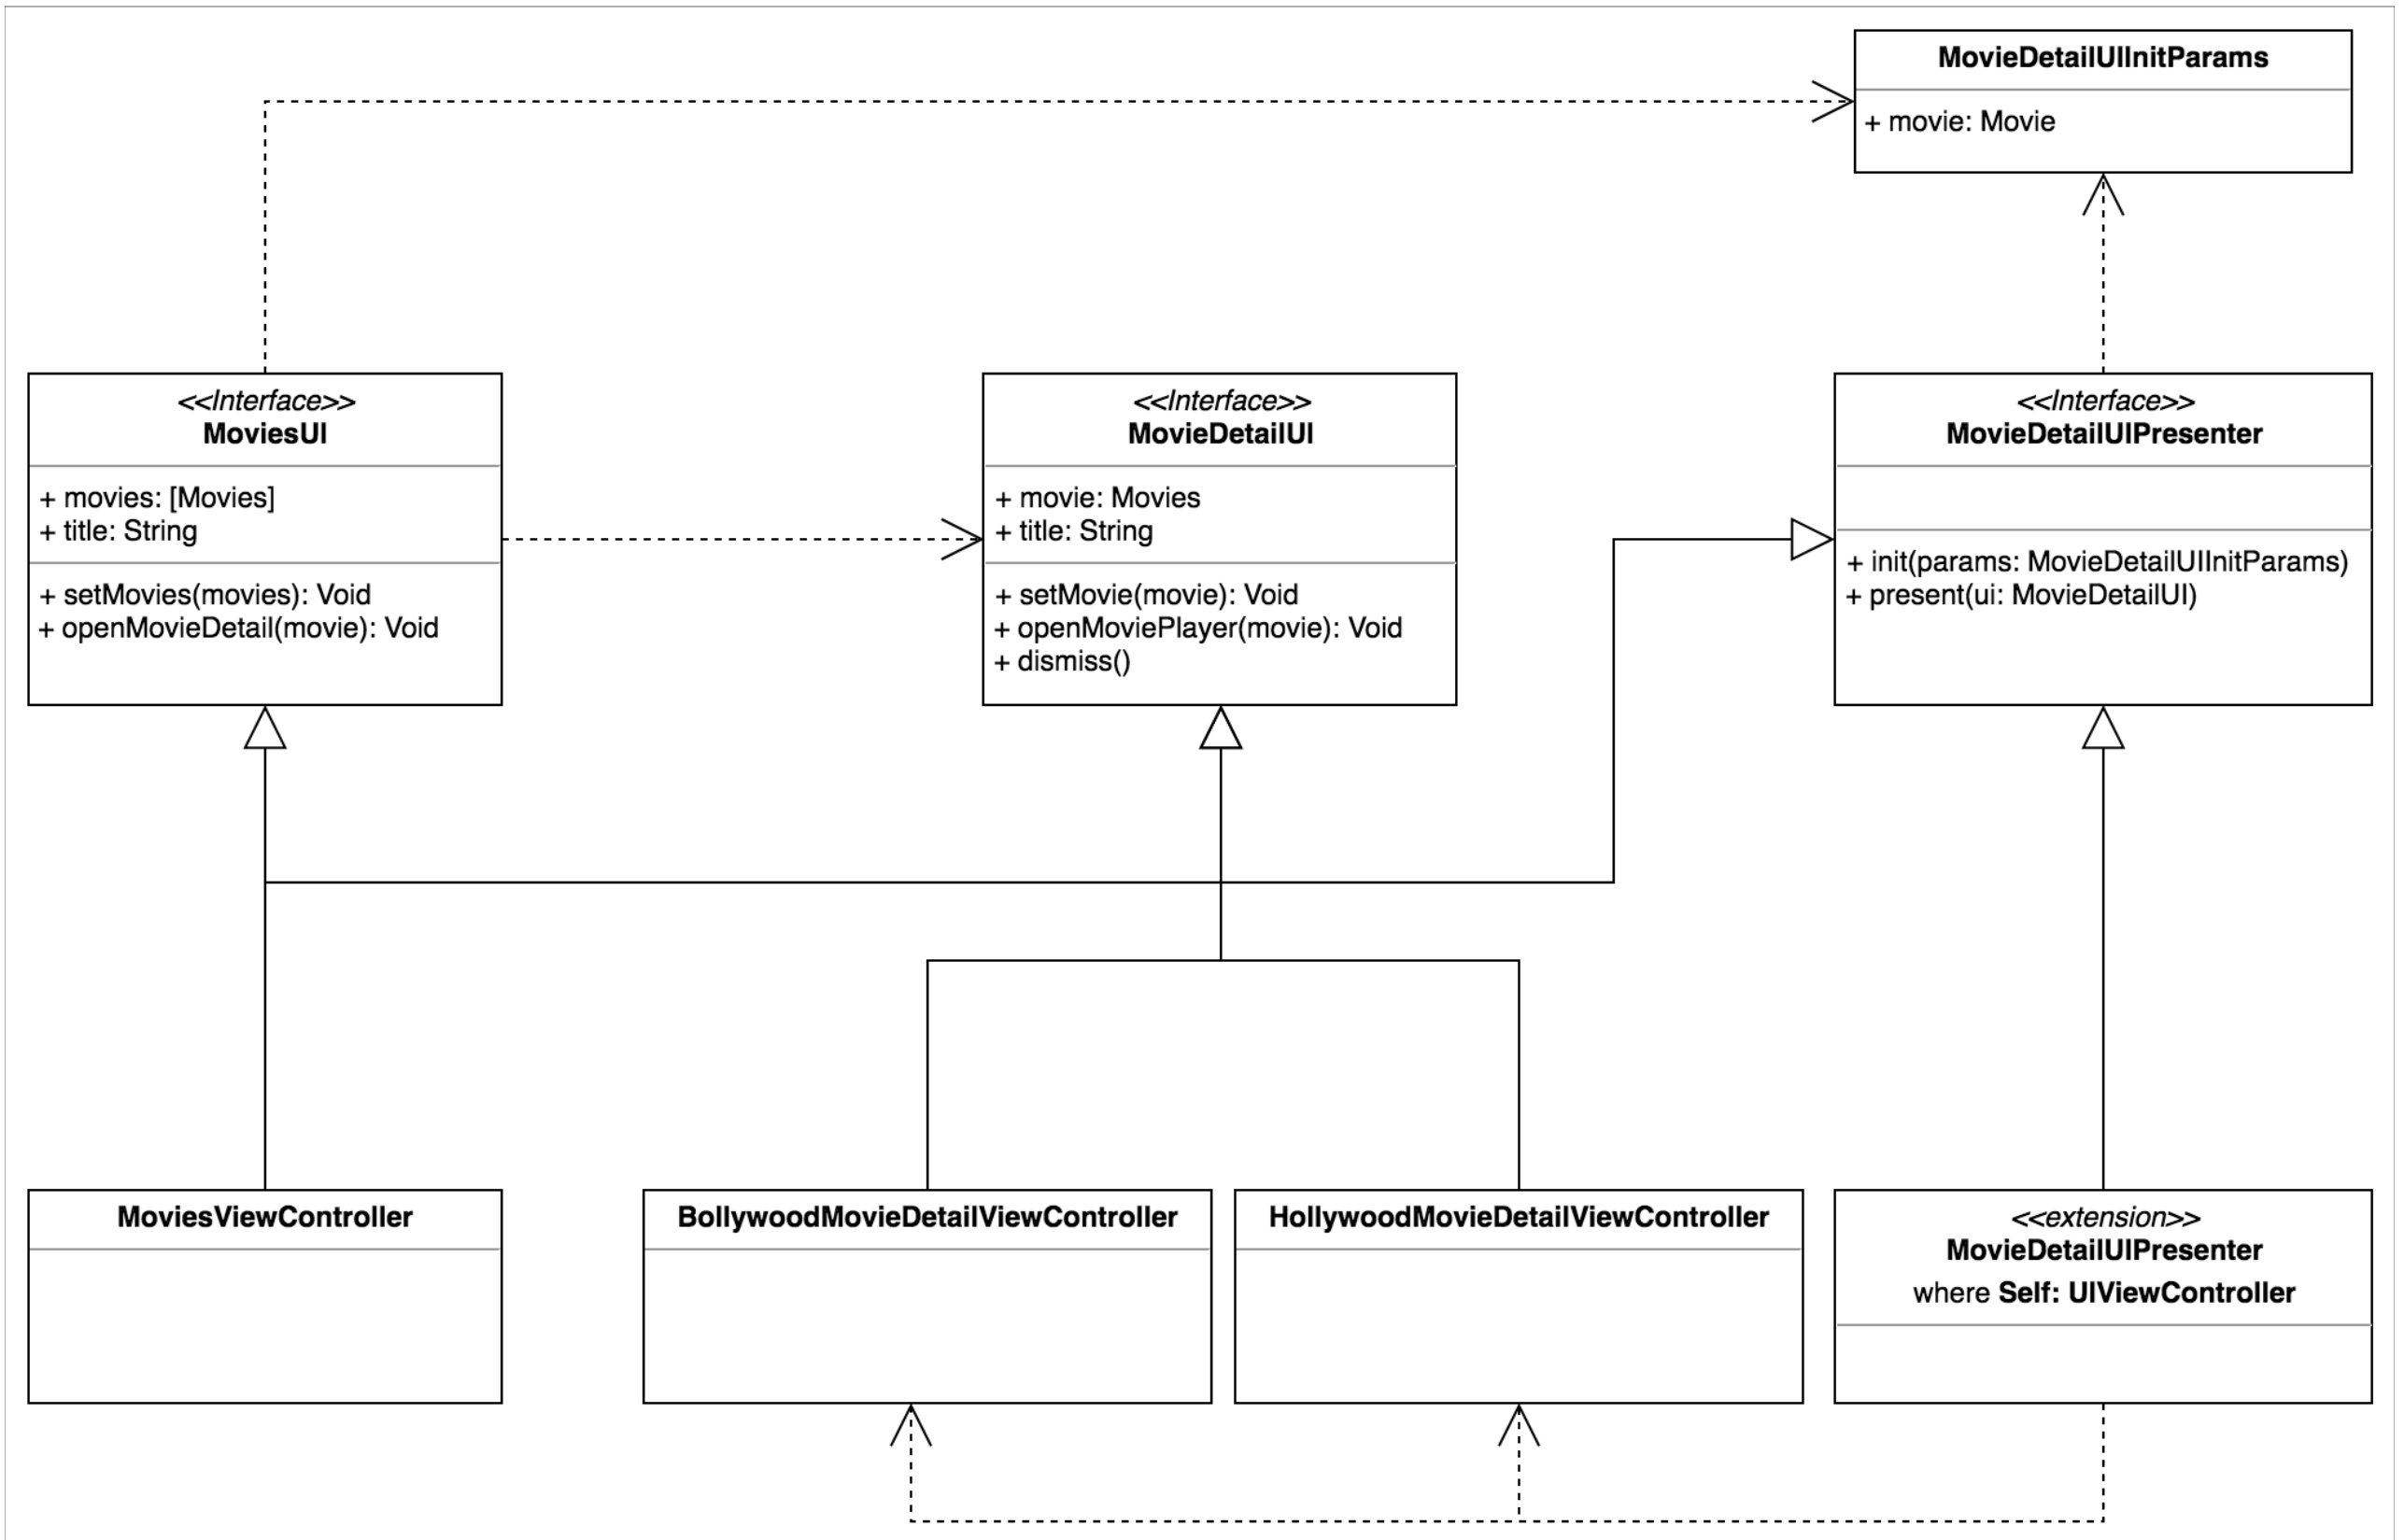 MovieDetailUIInitParams
+ movie: Movie
<<Interface>>
MoviesUI
+ movies: [Movies]
+ title: String
+ setMovies(movies): Void
+ openMovieDetail(movie): Void
<<Interface>>
MovieDetailUI
+ movie: Movies
+ title: String
+ setMovie(movie): Void
+ openMoviePlayer(movie): Void
+ dismiss()
<<Interface>>
MovieDetailUIPresenter
+ init(params: MovieDetailUIInitParams)
+ present(ui: MovieDetailUI)
MoviesViewController
BollywoodMovieDetailViewController
HollywoodMovieDetailViewController
<<extension>>
MovieDetailUIPresenter
where Self: UIViewController